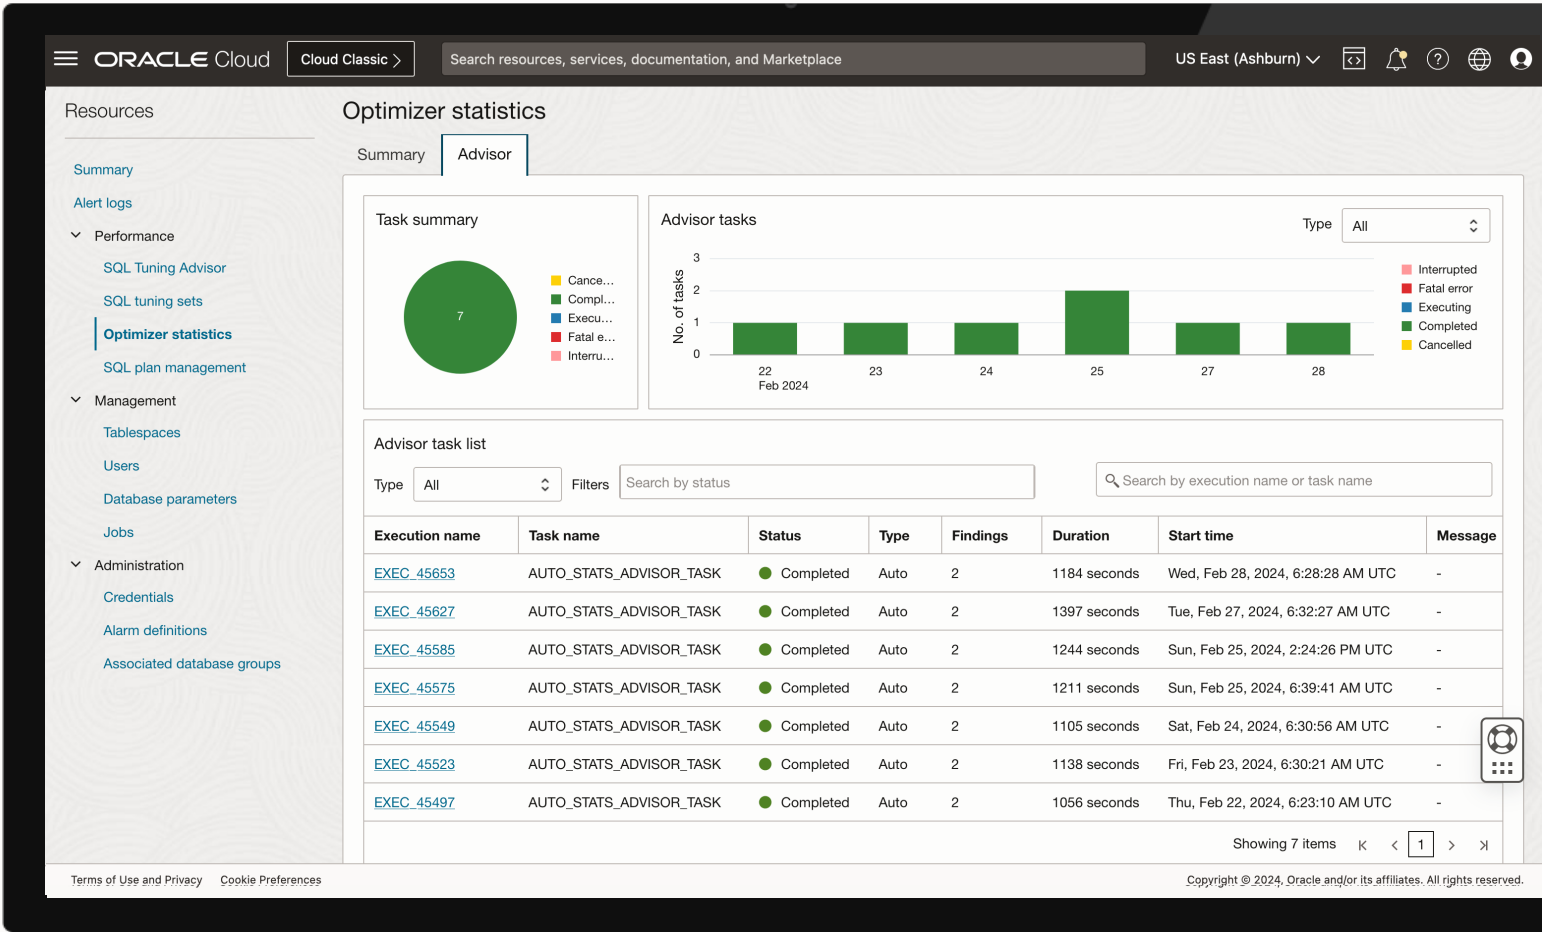 ORACLE Cloud
Cloud Classic >
Search resources, services, documentation, and Marketplace
US East (Ashburn)
Resources
Summary
Alert logs
Performance
SQL Tuning Advisor
SQL tuning sets
Optimizer statistics
SQL plan management
Management
Tablespaces
Users
Database parameters
Jobs
Administration
Credentials
Alarm definitions
Associated database groups
Optimizer statistics
Summary
Advisor
Task summary
7
Cance...
Compl...
Execu...
Fatal e...
Interru...
Advisor tasks
Type All
No. of tasks
3
2
1
0
22 23 24 25 27 28
Feb 2024
Interrupted
Fatal error
Executing
Completed
Cancelled
Advisor task list
Type All Filters Search by status Search by execution name or task name
Execution name Task name Status Type Findings Duration Start time Message
EXEC_45653 AUTO_STATS_ADVISOR_TASK Completed Auto 2 1184 seconds Wed, Feb 28, 2024, 6:28:28 AM UTC -
EXEC_45627 AUTO_STATS_ADVISOR_TASK Completed Auto 2 1397 seconds Tue, Feb 27, 2024, 6:32:27 AM UTC -
EXEC_45585 AUTO_STATS_ADVISOR_TASK Completed Auto 2 1244 seconds Sun, Feb 25, 2024, 2:24:26 PM UTC -
EXEC_45575 AUTO_STATS_ADVISOR_TASK Completed Auto 2 1211 seconds Sun, Feb 25, 2024, 6:39:41 AM UTC -
EXEC_45549 AUTO_STATS_ADVISOR_TASK Completed Auto 2 1105 seconds Sat, Feb 24, 2024, 6:30:56 AM UTC -
EXEC_45523 AUTO_STATS_ADVISOR_TASK Completed Auto 2 1138 seconds Fri, Feb 23, 2024, 6:30:21 AM UTC -
EXEC_45497 AUTO_STATS_ADVISOR_TASK Completed Auto 2 1056 seconds Thu, Feb 22, 2024, 6:23:10 AM UTC -
Showing 7 items 1
Terms of Use and Privacy Cookie Preferences
Copyright © 2024, Oracle and/or its affiliates. All rights reserved.